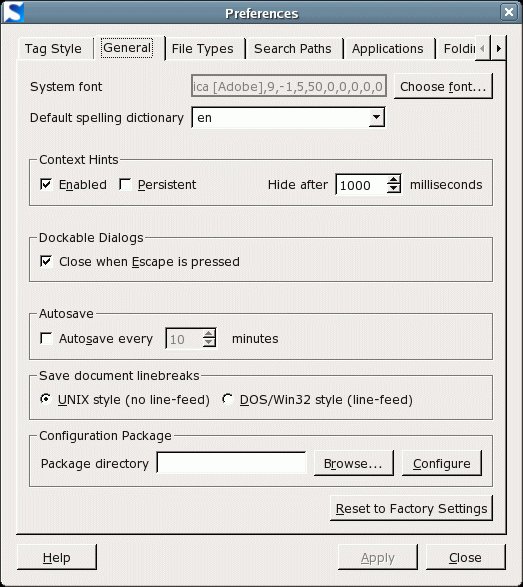 Preferences
Tag Style General File Types Search Paths Applications
System font ica [Adobe],9,-1,5,50,0,0,0,0,0 Choose font...
Default spelling dictionary en
Context Hints
Enabled Persistent Hide after 1000 milliseconds
Dockable Dialogs
Close when Escape is pressed
Autosave
Autosave every 10 minutes
Save document linebreaks
UNIX style (no line-feed) DOS/Win32 style (line-feed)
Configuration Package
Package directory Browse... Configure
Reset to Factory Settings
Help Apply Close